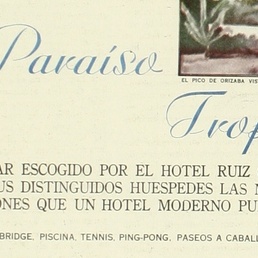 EL PICO DE ORIZABA VIS
Paraíso
Trop
AR ESCOGIDO POR EL HOTEL RUIZ
US DISTINGUIDOS HUESPEDES LAS M
ONES QUE UN HOTEL MODERNO PU
BRIDGE, PISCINA, TENNIS, PING-PONG, PASEOS A CABALL